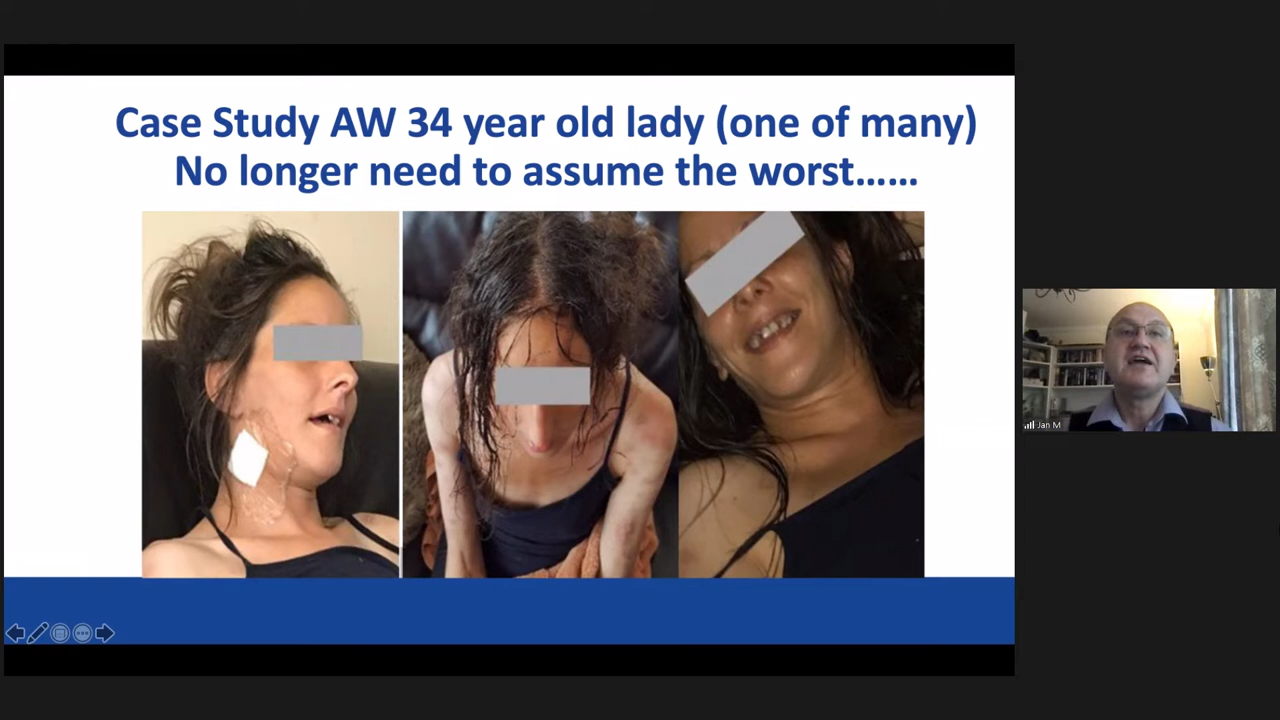 Case Study AW 34 year old lady (one of many)
No longer need to assume the worst……
Jan M